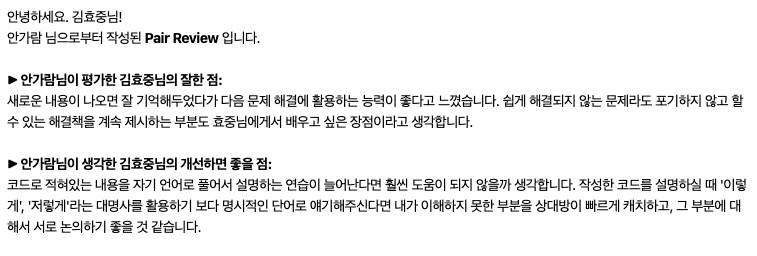 안녕하세요. 김효중님!
안가람 님으로부터 작성된 Pair Review 입니다.
▶ 안가람님이 평가한 김효중님의 잘한 점:
새로운 내용이 나오면 잘 기억해두었다가 다음 문제 해결에 활용하는 능력이 좋다고 느꼈습니다. 쉽게 해결되지 않는 문제라도 포기하지 않고 할
수 있는 해결책을 계속 제시하는 부분도 효중님에게서 배우고 싶은 장점이라고 생각합니다.
▶ 안가람님이 생각한 김효중님의 개선하면 좋을 점:
코드로 적혀있는 내용을 자기 언어로 풀어서 설명하는 연습이 늘어난다면 훨씬 도움이 되지 않을까 생각합니다. 작성한 코드를 설명하실 때 '이렇
게', '저렇게'라는 대명사를 활용하기 보다 명시적인 단어로 얘기해주신다면 내가 이해하지 못한 부분을 상대방이 빠르게 캐치하고, 그 부분에 대
해서 서로 논의하기 좋을 것 같습니다.